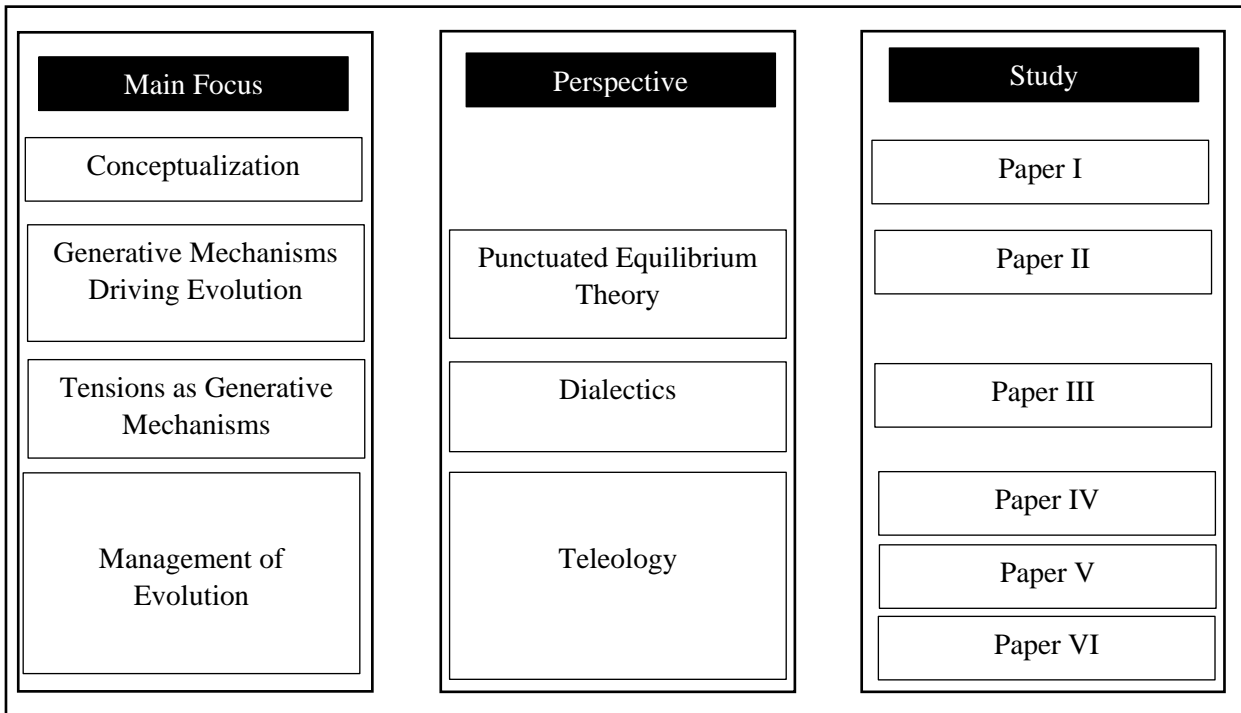 Main Focus
Conceptualization
Generative Mechanisms
Driving Evolution
Tensions as Generative
Mechanisms
Management of
Evolution
Perspective
Punctuated Equilibrium
Theory
Dialectics
Teleology
Study
Paper I
Paper II
Paper III
Paper IV
Paper V
Paper VI